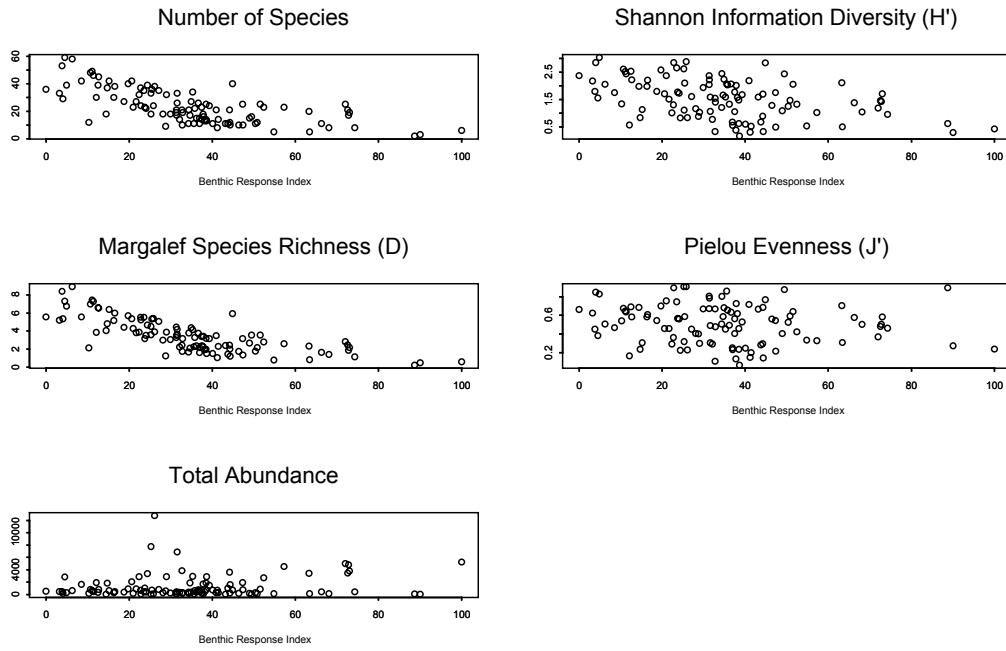 Number of Species
60
40
20
0
0 20 40 60 80 100
Benthic Response Index
Shannon Information Diversity (H')
2.5
1.5
0.5
0 20 40 60 80 100
Benthic Response Index
Margalef Species Richness (D)
8
6
4
2
0
0 20 40 60 80 100
Benthic Response Index
Pielou Evenness (J')
0.6
0.2
0 20 40 60 80 100
Benthic Response Index
Total Abundance
10000
4000
0
0 20 40 60 80 100
Benthic Response Index